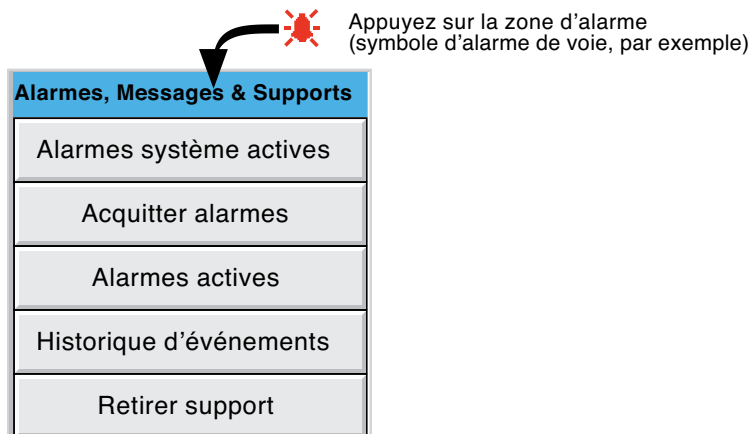 Appuyez sur la zone d’alarme
(symbole d’alarme de voie, par exemple)
Alarmes, Messages & Supports
Alarmes système actives
Acquitter alarmes
Alarmes actives
Historique d’événements
Retirer support